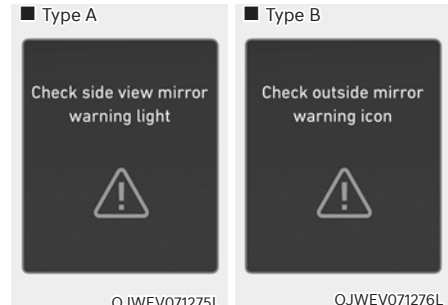 ■ Type A
Check side view mirror
warning light
OJWEV071275L
■ Type B
Check outside mirror
warning icon
OJWEV071276L